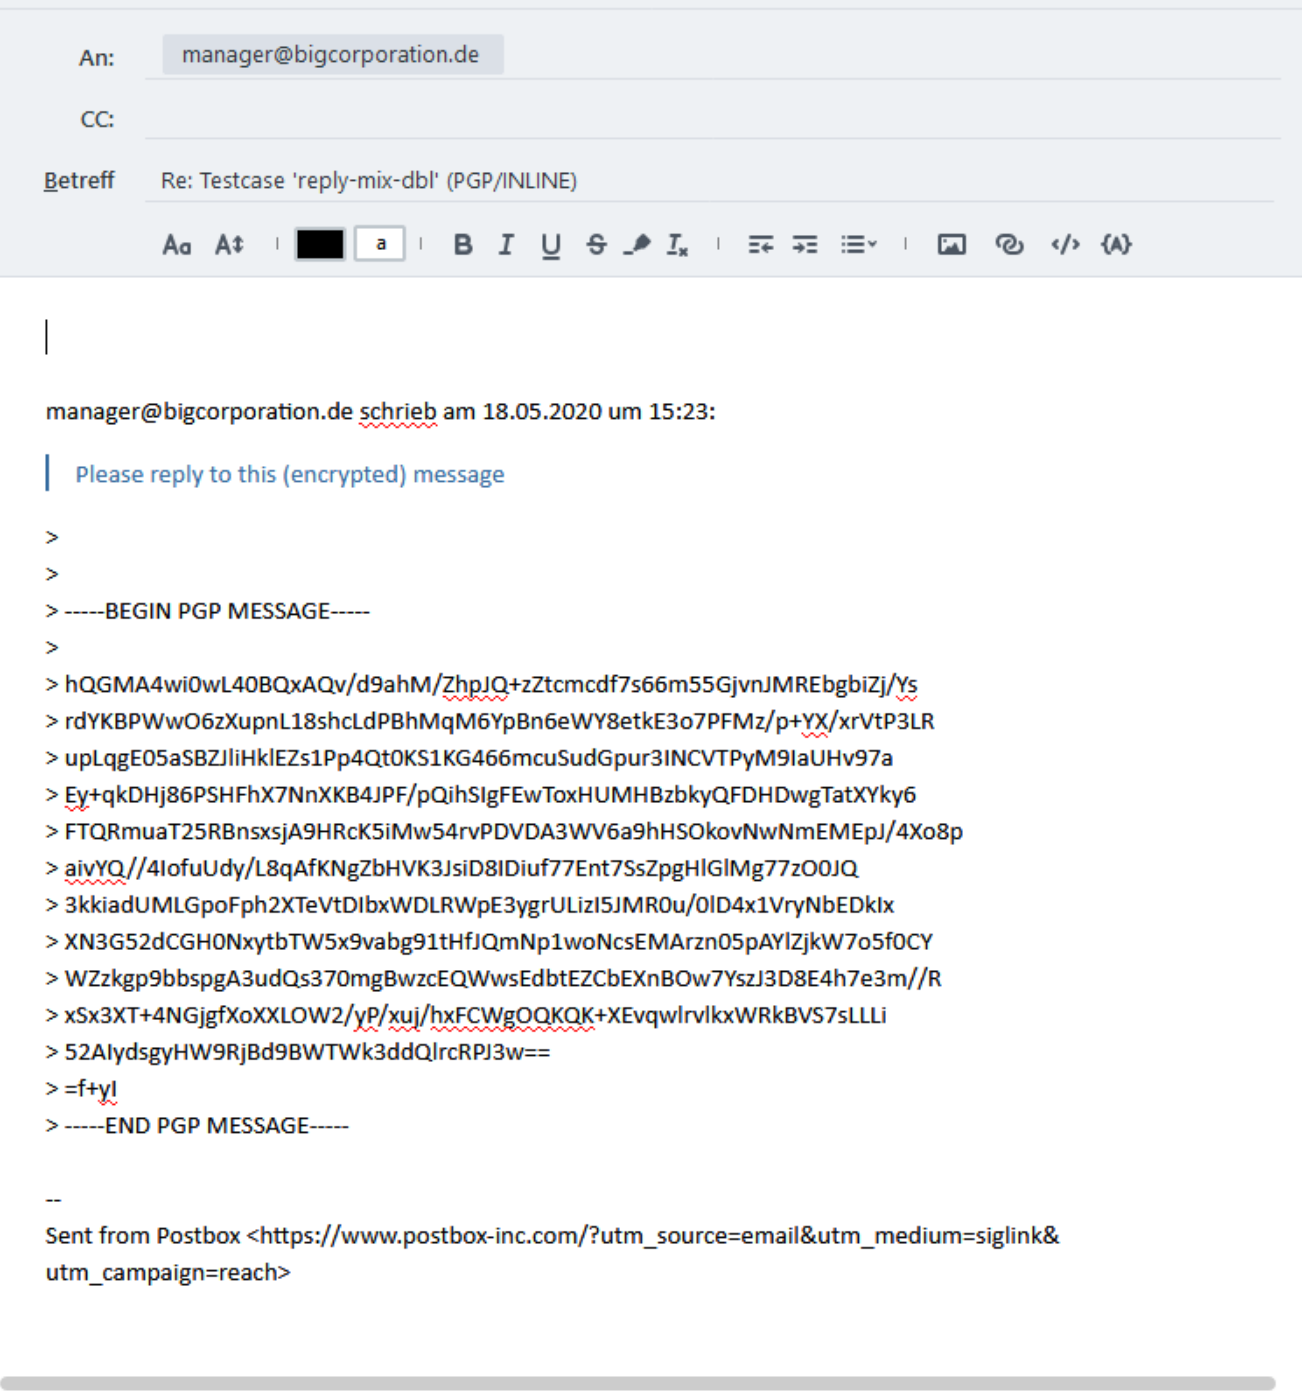 An: manager@bigcorporation.de
CC:
Betreff Re: Testcase 'reply-mix-dbl' (PGP/INLINE)
Aa A a B I U S Ix </> {A}
manager@bigcorporation.de schrieb am 18.05.2020 um 15:23:
Please reply to this (encrypted) message
>
>
> -----BEGIN PGP MESSAGE-----
>
> hQGMA4wi0wL40BQxAQv/d9ahM/ZhpJQ+zZtcmcdf7s66m55GjvnJMREbgbiZj/Ys
> rdYKBPWwO6zXupnL18shcLdPBhMqM6YpBn6eWY8etkE3o7PFMz/p+YX/xrVtP3LR
> upLqgE05aSBZJliHklEZs1Pp4Qt0KS1KG466mcuSudGpur3INCVTPyM9IaUHv97a
> Ey+qkDHj86PSHFhX7NnXKB4JPF/pQihSIgFEwToxHUMHBzbkyQFDHDwgTatXYky6
> FTQRmuaT25RBnsxsjA9HRcK5iMw54rvPDVDA3WV6a9hHSOkovNwNmEMEpJ/4Xo8p
> aivYQ//4IofuUdy/L8qAfKNgZbHVK3JsiD8IDiuf77Ent7SsZpgHlGlMg77zO0JQ
> 3kkiadUMLGpoFph2XTeVtDIbxWDLRWpE3ygrULizI5JMR0u/0lD4x1VryNbEDkIx
> XN3G52dCGH0NxytbTW5x9vabg91tHfJQmNp1woNcsEMArzn05pAYlZjkW7o5f0CY
> WZzkgp9bbspgA3udQs370mgBwzcEQWwsEdbtEZCbEXnBOw7YszJ3D8E4h7e3m//R
> xSx3XT+4NGjgfXoXXLOW2/yP/xuj/hxFCWgOQKQK+XEvqwlrvlkxWRkBVS7sLLLi
> 52AIydsgyHW9RjBd9BWTWk3ddQlrcRPJ3w==
> =f+yI
> -----END PGP MESSAGE-----
--
Sent from Postbox <https://www.postbox-inc.com/?utm_source=email&utm_medium=siglink&
utm_campaign=reach>